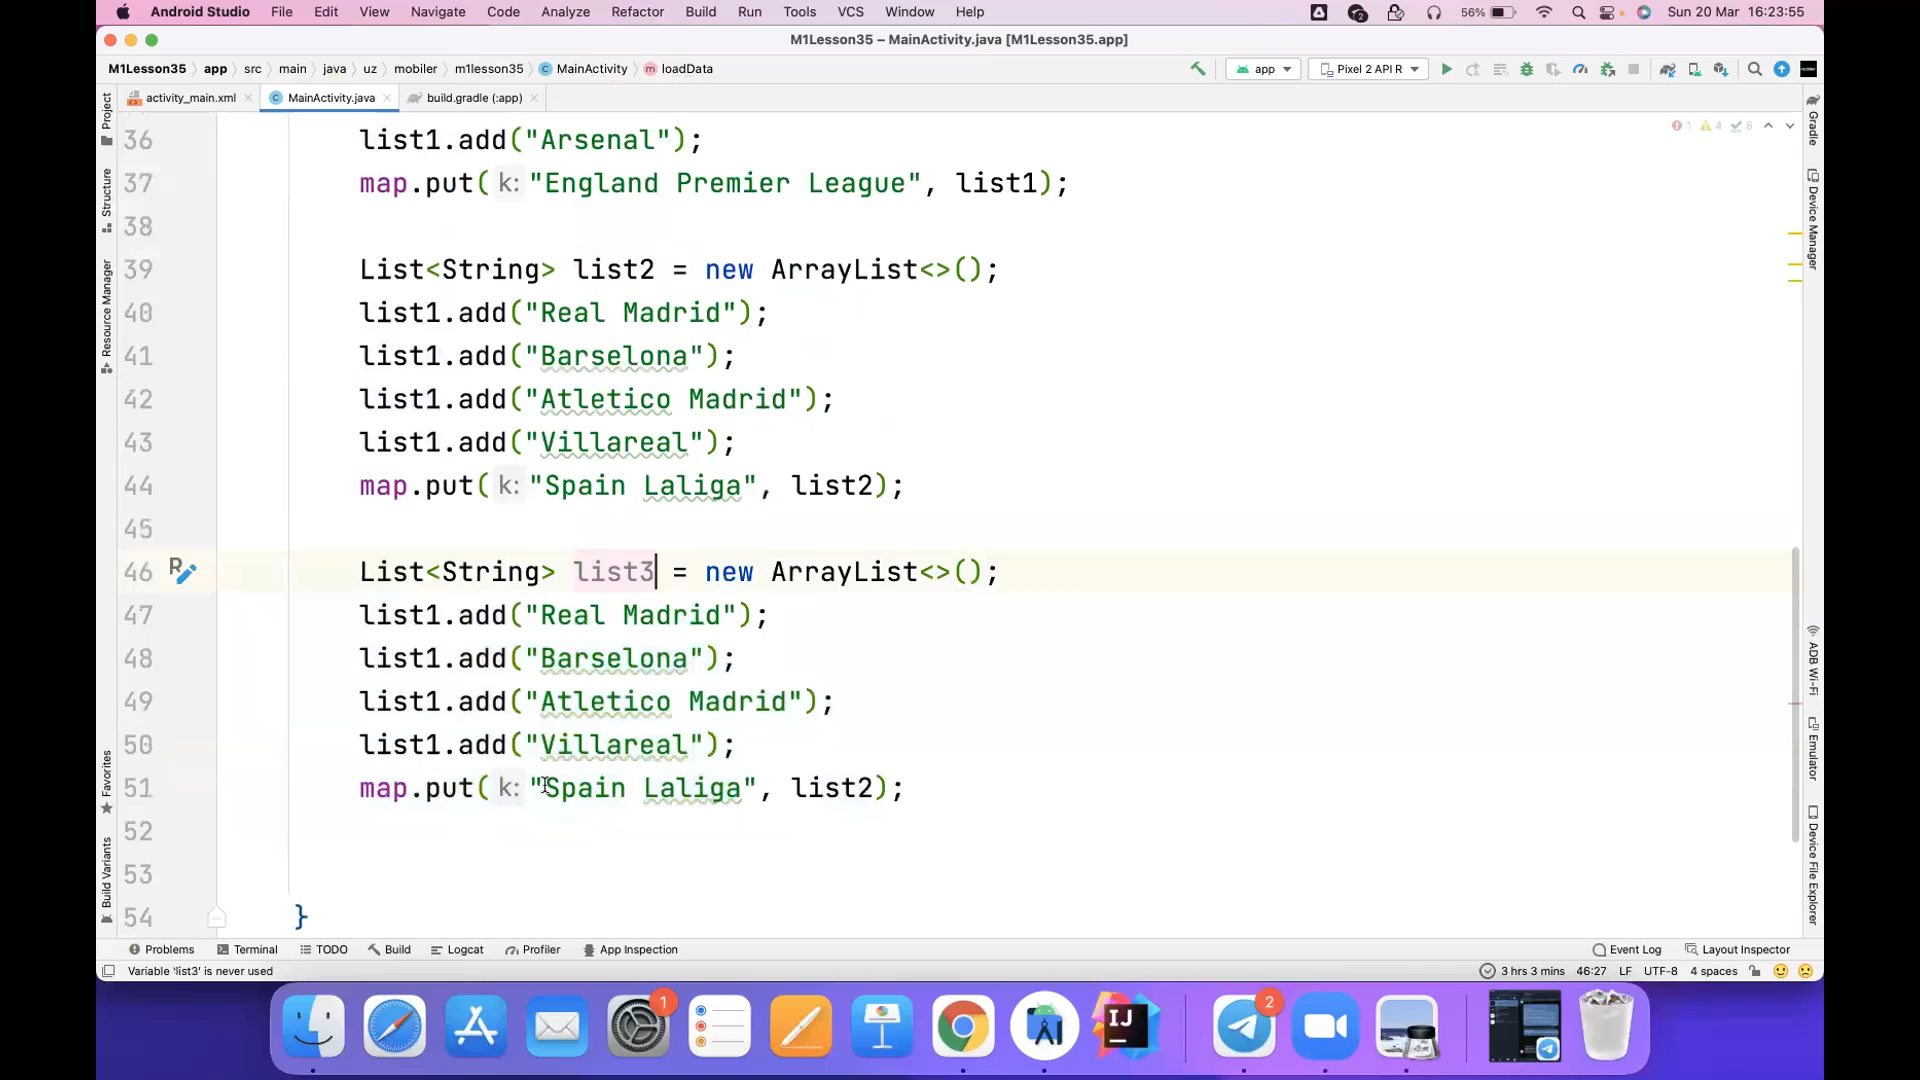 Android Studio File Edit View Navigate Code Analyze Refactor Build Run Tools VCS Window Help 2 56% Sun 20 Mar 16:23:55
M1Lesson35 – MainActivity.java [M1Lesson35.app]
M1Lesson35 app src main java uz mobiler m1lesson35 MainActivity loadData app Pixel 2 API R
activity_main.xml MainActivity.java build.gradle (:app)
1 4 8
Project
Structure
Resource Manager
Favorites
Build Variants
Gradle
Device Manager
ADB Wi-Fi
Emulator
Device File Explorer
36 list1.add("Arsenal");
37 map.put( k: "England Premier League", list1);
38
39 List<String> list2 = new ArrayList<>();
40 list1.add("Real Madrid");
41 list1.add("Barselona");
42 list1.add("Atletico Madrid");
43 list1.add("Villareal");
44 map.put( k: "Spain Laliga", list2);
45
46 List<String> list3 = new ArrayList<>();
47 list1.add("Real Madrid");
48 list1.add("Barselona");
49 list1.add("Atletico Madrid");
50 list1.add("Villareal");
51 map.put( k: "Spain Laliga", list2);
52
53
54 }
Problems Terminal TODO Build Logcat Profiler App Inspection Event Log Layout Inspector
Variable 'list3' is never used 3 hrs 3 mins 46:27 LF UTF-8 4 spaces
1 IJ 2